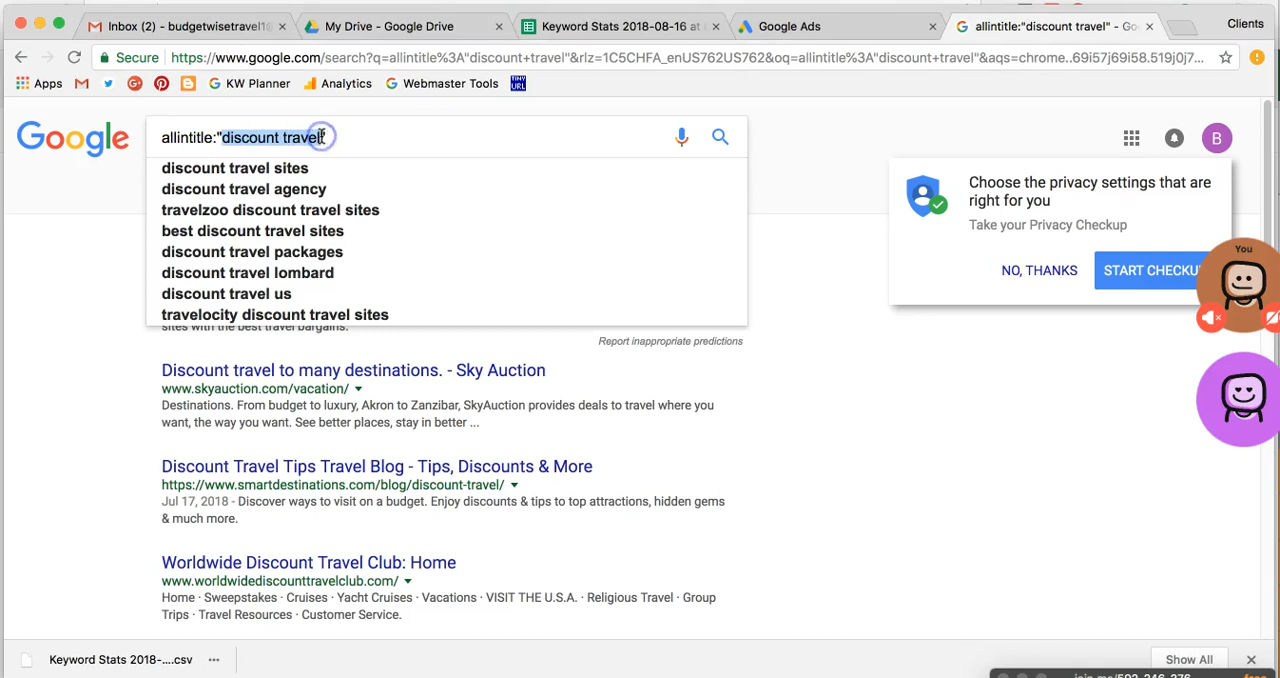 Inbox (2) - budgetwisetravel1@
My Drive - Google Drive
Keyword Stats 2018-08-16 at
Google Ads
allintitle:"discount travel" - Go
Clients
Secure
https://www.google.com/search?q=allintitle%3A"discount+travel"&rlz=1C5CHFA_enUS762US762&oq=allintitle%3A"discount+travel"&aqs=chrome..69i57j69i58.519j0j7...
Apps
KW Planner
Analytics
Webmaster Tools
TINY
URL
Google
allintitle:"discount travel
B
discount travel sites
discount travel agency
travelzoo discount travel sites
best discount travel sites
discount travel packages
discount travel lombard
discount travel us
travelocity discount travel sites
sites with the best travel bargains.
Report inappropriate predictions
Choose the privacy settings that are
right for you
Take your Privacy Checkup
NO, THANKS
START CHECKU
You
Discount travel to many destinations. - Sky Auction
www.skyauction.com/vacation/
Destinations. From budget to luxury, Akron to Zanzibar, SkyAuction provides deals to travel where you
want, the way you want. See better places, stay in better ...
Discount Travel Tips Travel Blog - Tips, Discounts & More
https://www.smartdestinations.com/blog/discount-travel/
Jul 17, 2018 - Discover ways to visit on a budget. Enjoy discounts & tips to top attractions, hidden gems
& much more.
Worldwide Discount Travel Club: Home
www.worldwidediscounttravelclub.com/
Home · Sweepstakes · Cruises · Yacht Cruises · Vacations · VISIT THE U.S.A. · Religious Travel · Group
Trips · Travel Resources · Customer Service.
Keyword Stats 2018-....csv
Show All